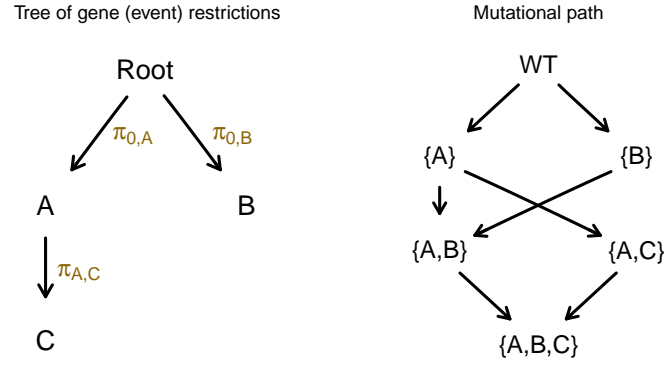 Tree of gene (event) restrictions
Root
π0,A
π0,B
A
B
πA,C
C
Mutational path
WT
{A}
{B}
{A,B}
{A,C}
{A,B,C}